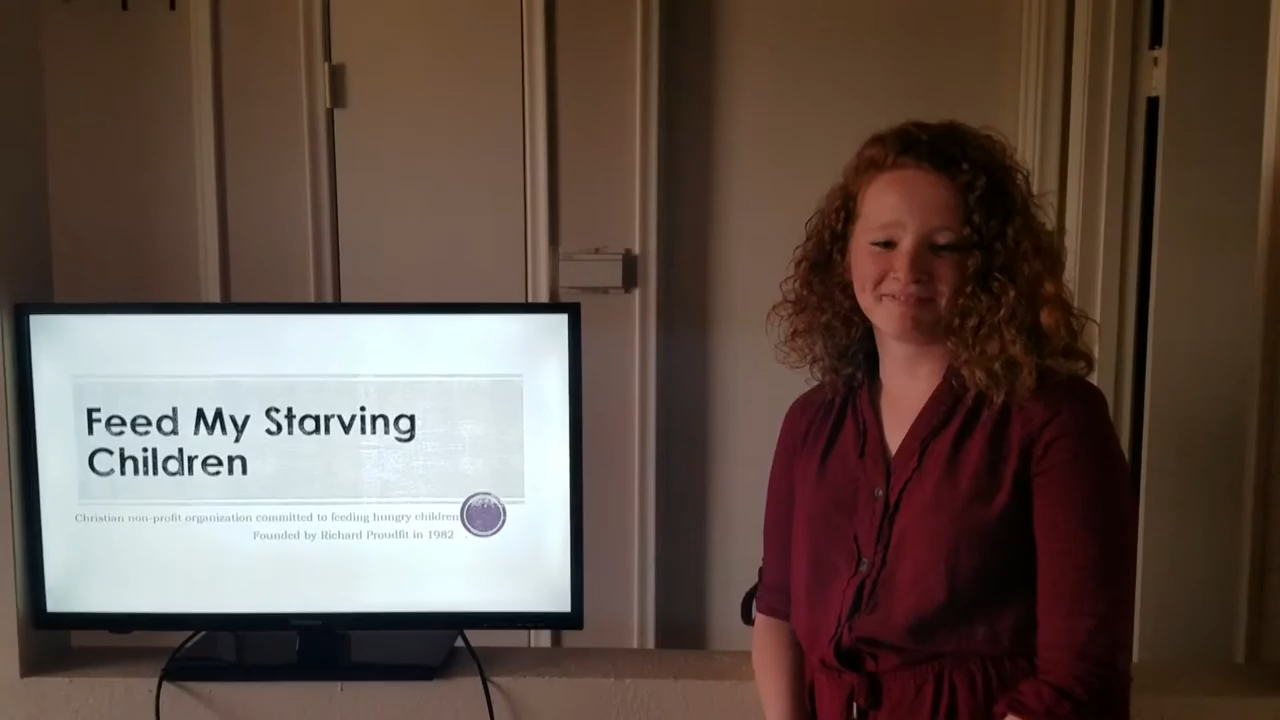 Feed My Starving
Children
Christian non-profit organization committed to feeding hungry children
Founded by Richard Proudfit in 1982